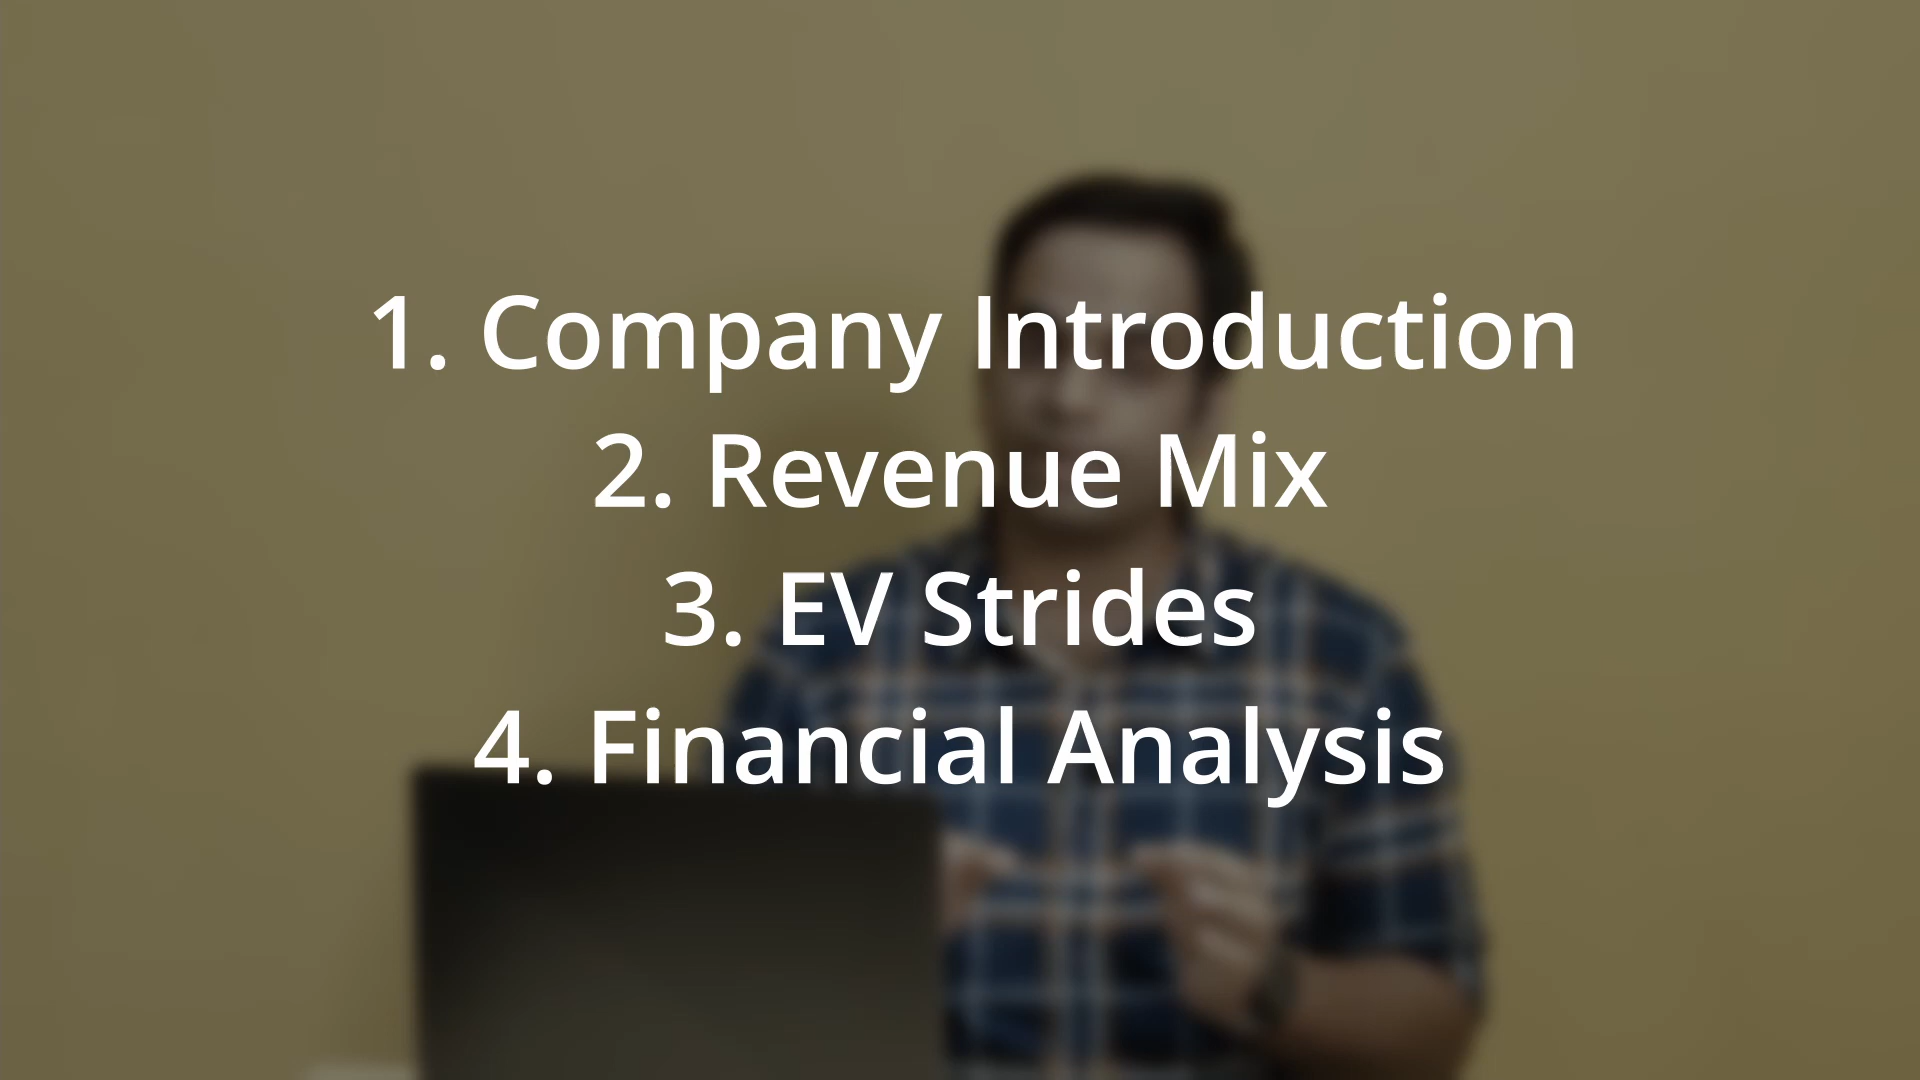 1. Company Introduction
2. Revenue Mix
3. EV Strides
4. Financial Analysis